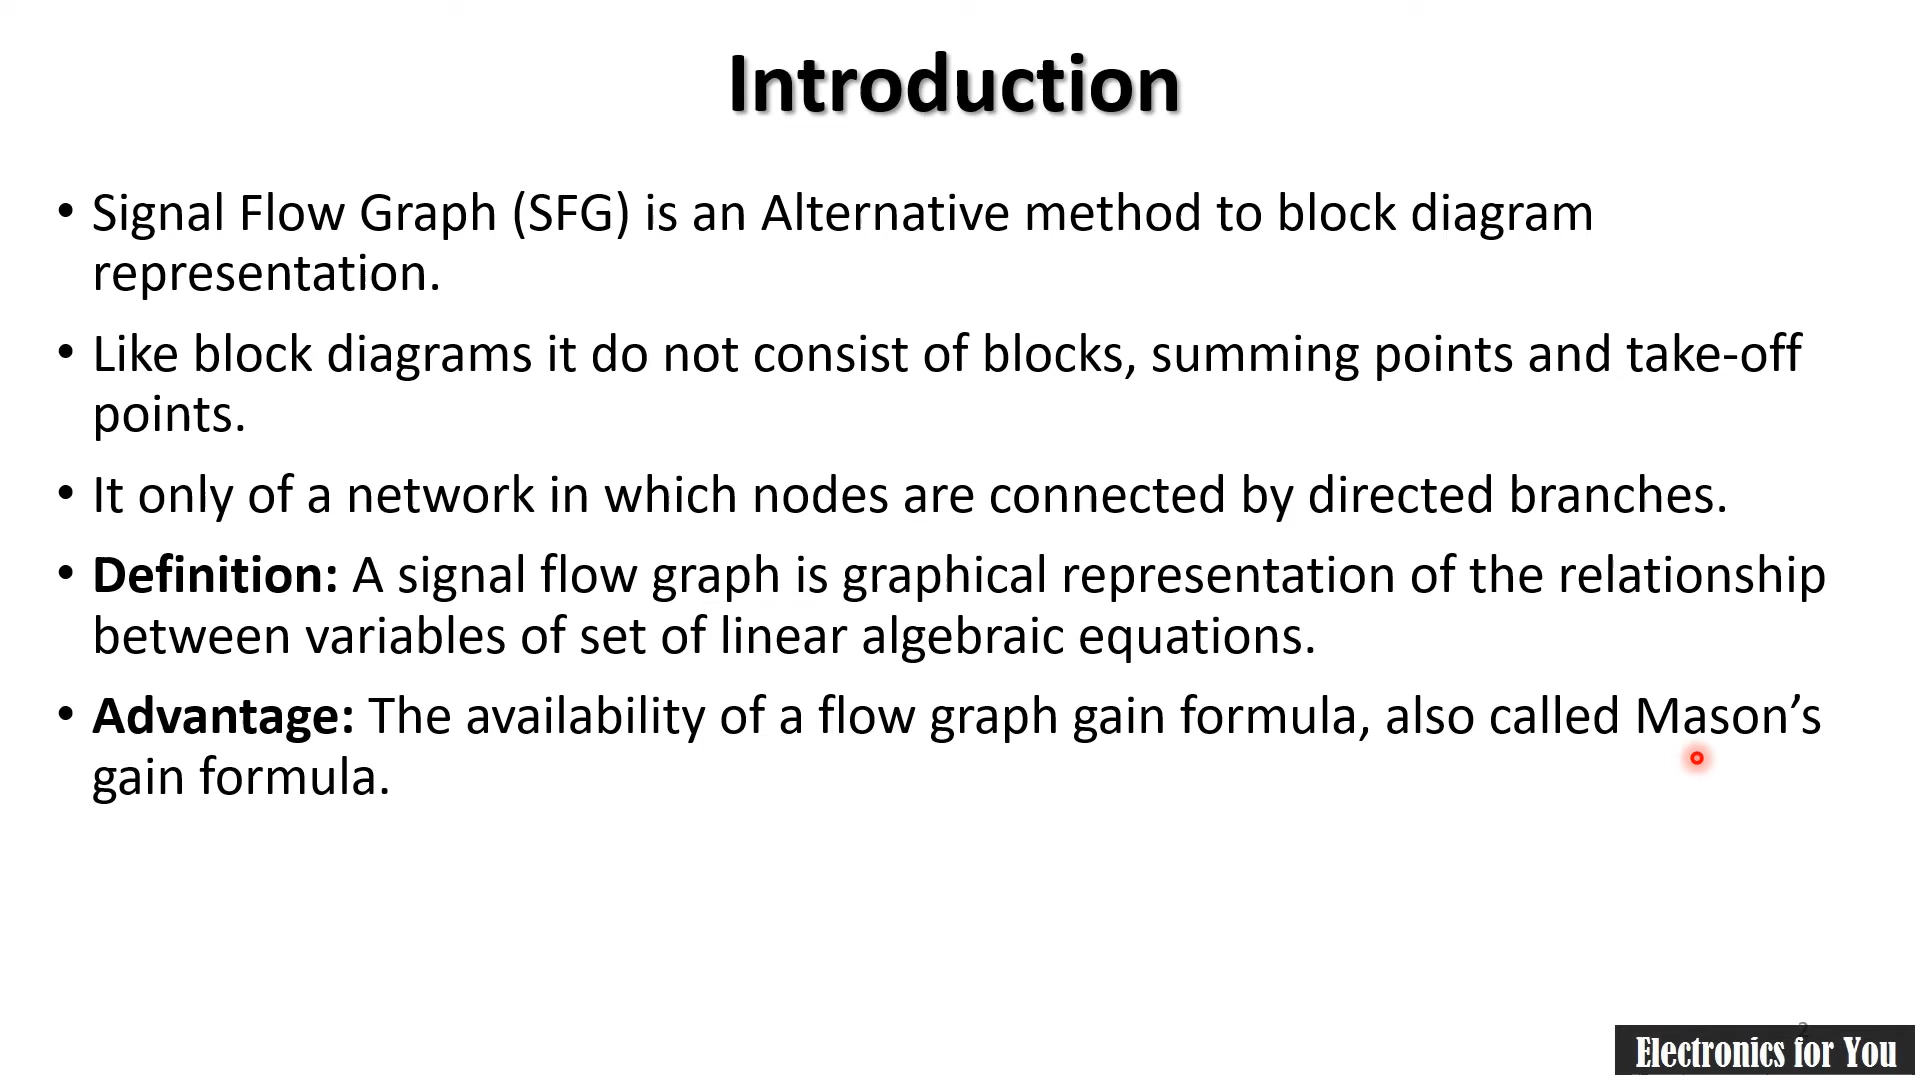 Introduction
• Signal Flow Graph (SFG) is an Alternative method to block diagram
representation.
• Like block diagrams it do not consist of blocks, summing points and take-off
points.
• It only of a network in which nodes are connected by directed branches.
• Definition: A signal flow graph is graphical representation of the relationship
between variables of set of linear algebraic equations.
• Advantage: The availability of a flow graph gain formula, also called Mason’s
gain formula.
2
Electronics for You